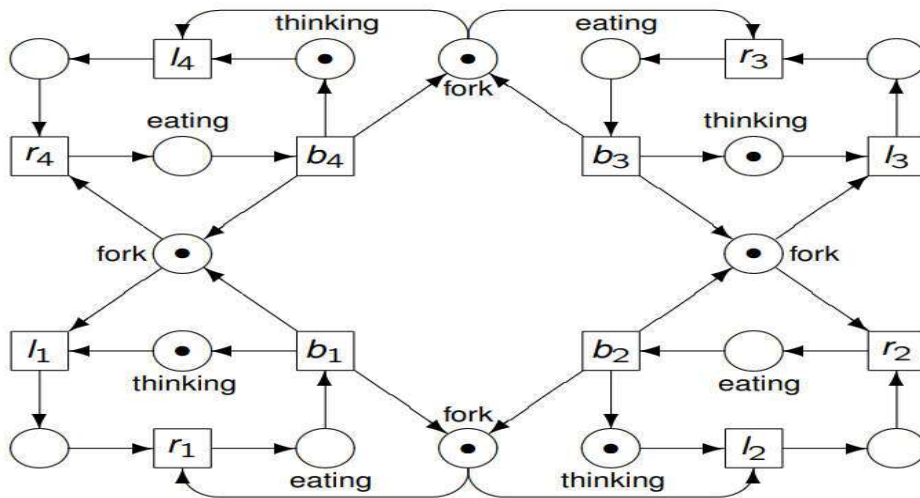 thinking eating
l4 r3
fork
eating thinking
r4 b4 b3 l3
fork fork
l1 b1 b2 r2
thinking fork eating
r1 l2
eating thinking